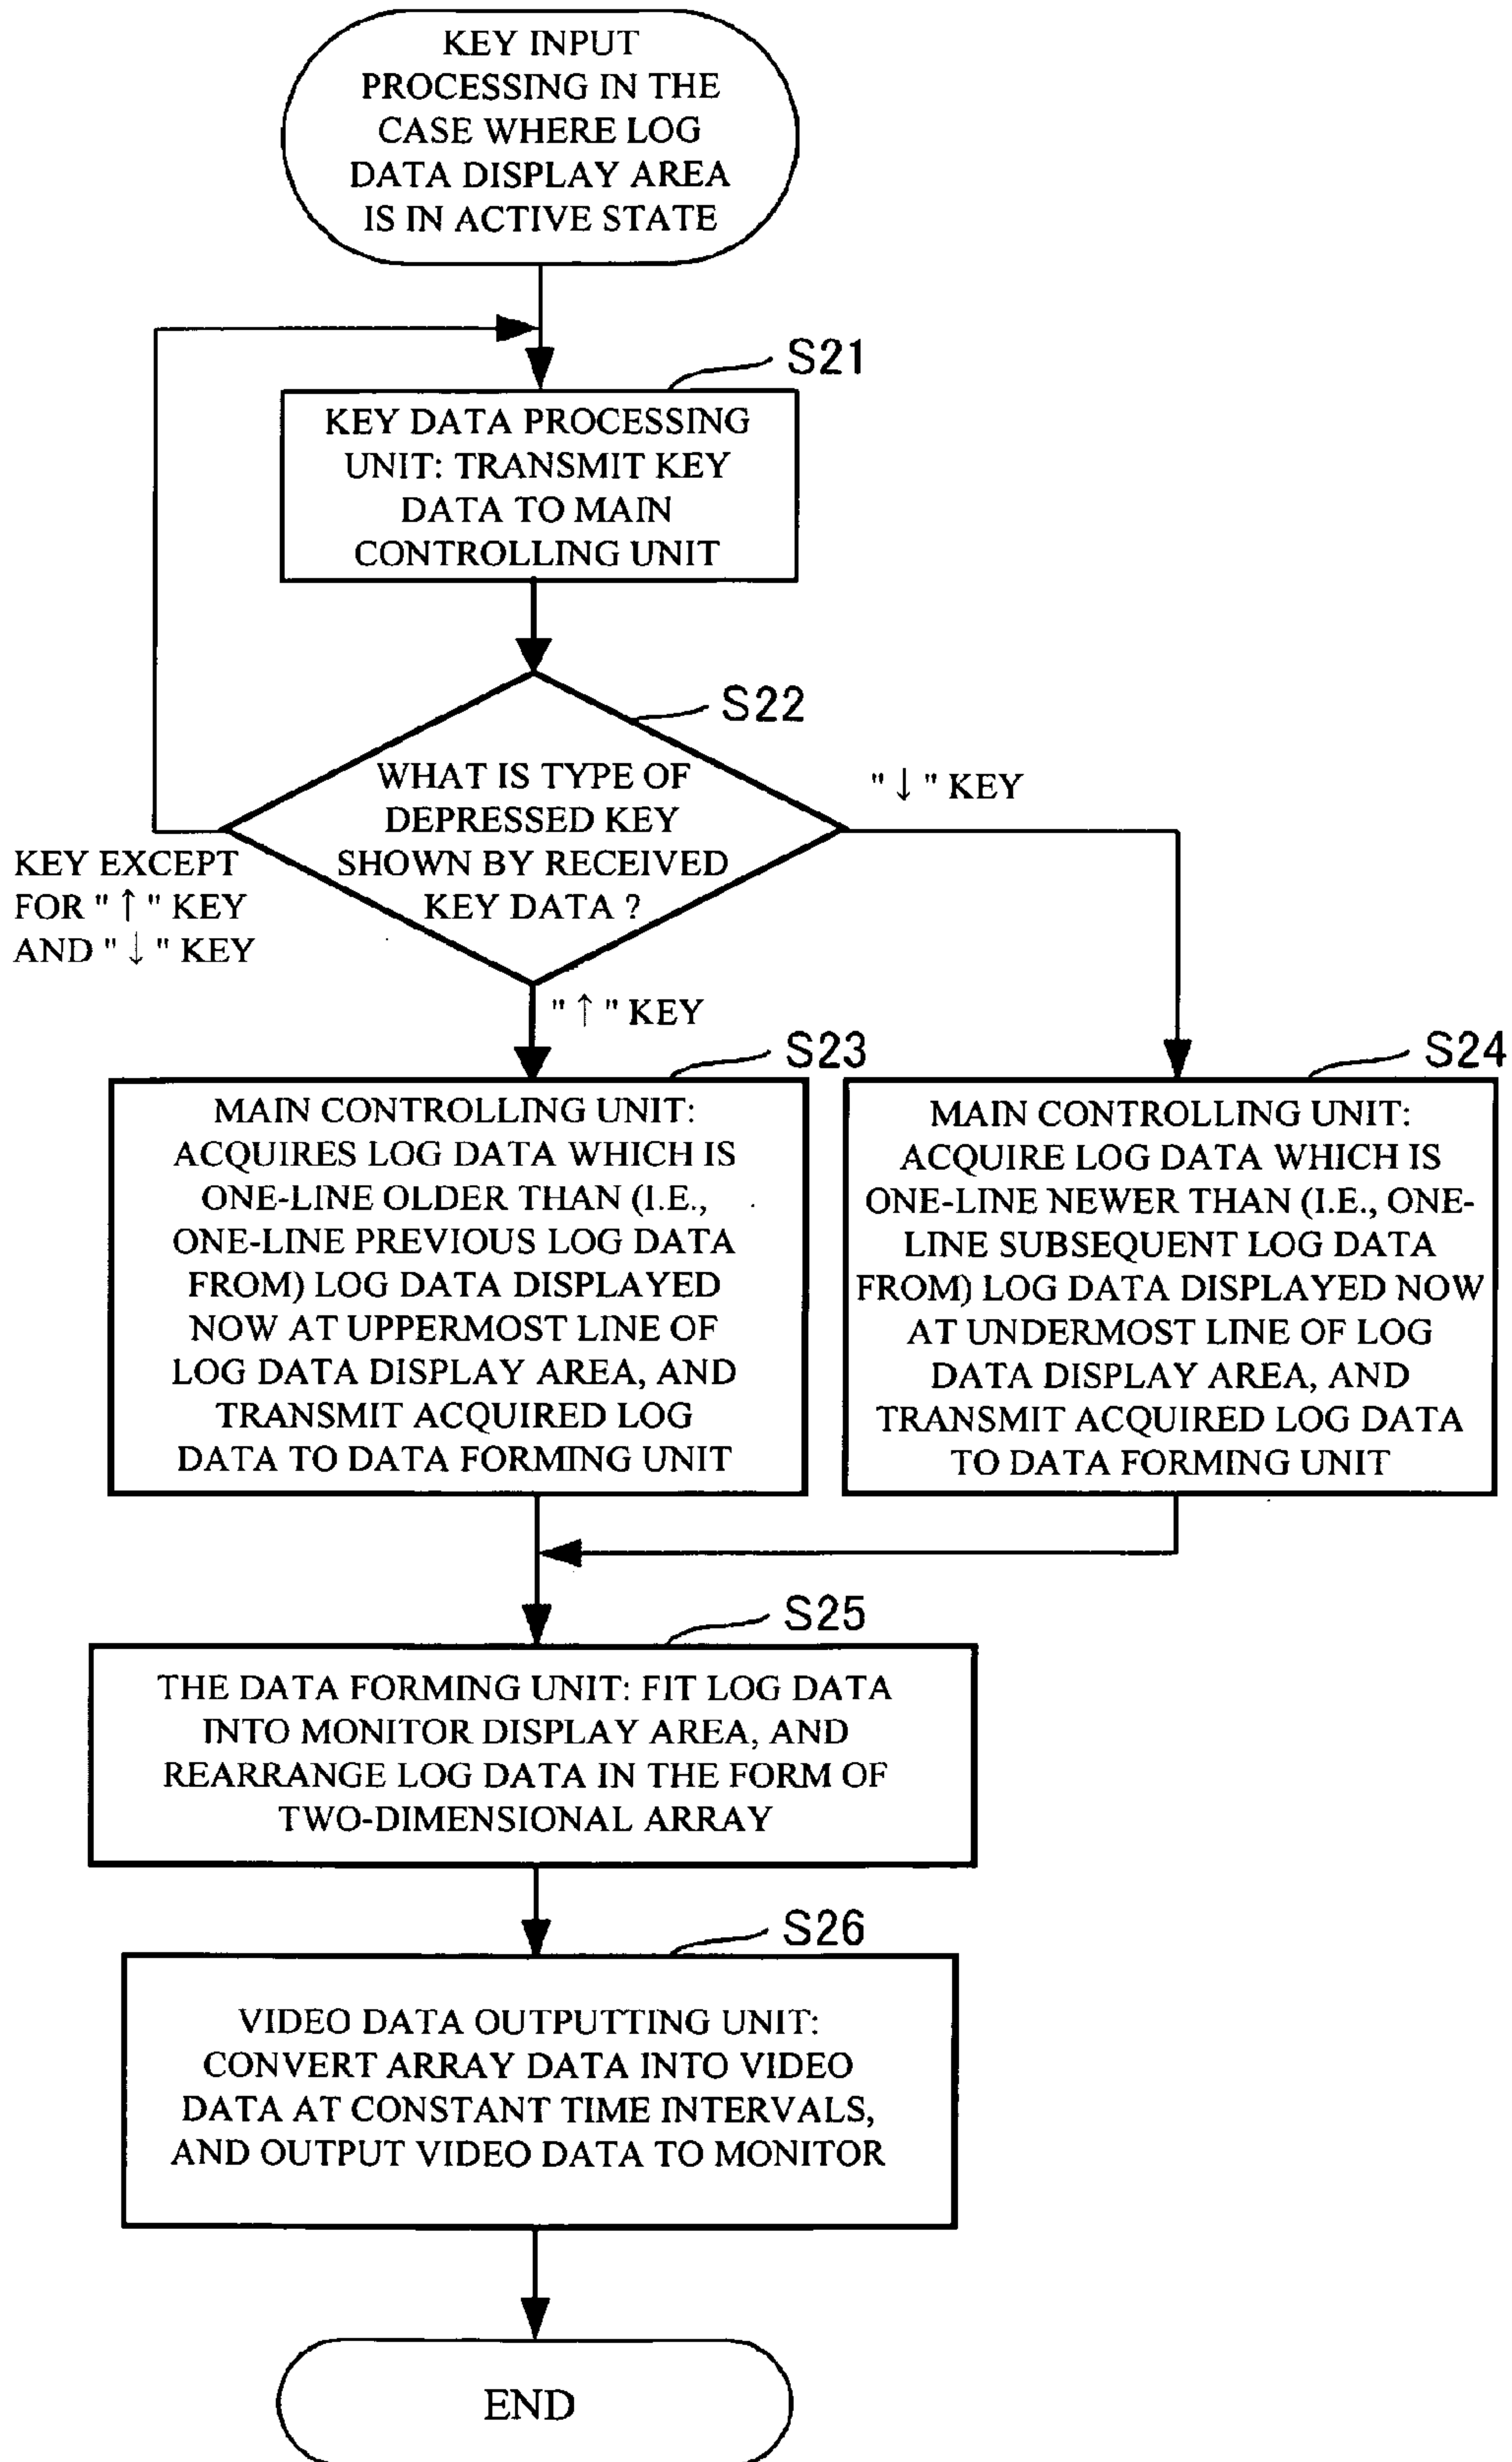 KEY INPUT
PROCESSING IN THE
CASE WHERE LOG
DATA DISPLAY AREA
IS IN ACTIVE STATE
S21
KEY DATA PROCESSING
UNIT: TRANSMIT KEY
DATA TO MAIN
CONTROLLING UNIT
S22
WHAT IS TYPE OF
DEPRESSED KEY
SHOWN BY RECEIVED
KEY DATA ?
" ↓ " KEY
KEY EXCEPT
FOR " ↑ " KEY
AND " ↓ " KEY
" ↑ " KEY
S23
MAIN CONTROLLING UNIT:
ACQUIRES LOG DATA WHICH IS
ONE-LINE OLDER THAN (I.E.,
ONE-LINE PREVIOUS LOG DATA
FROM) LOG DATA DISPLAYED
NOW AT UPPERMOST LINE OF
LOG DATA DISPLAY AREA, AND
TRANSMIT ACQUIRED LOG
DATA TO DATA FORMING UNIT
S24
MAIN CONTROLLING UNIT:
ACQUIRE LOG DATA WHICH IS
ONE-LINE NEWER THAN (I.E., ONE-
LINE SUBSEQUENT LOG DATA
FROM) LOG DATA DISPLAYED NOW
AT UNDERMOST LINE OF LOG
DATA DISPLAY AREA, AND
TRANSMIT ACQUIRED LOG DATA
TO DATA FORMING UNIT
S25
THE DATA FORMING UNIT: FIT LOG DATA
INTO MONITOR DISPLAY AREA, AND
REARRANGE LOG DATA IN THE FORM OF
TWO-DIMENSIONAL ARRAY
S26
VIDEO DATA OUTPUTTING UNIT:
CONVERT ARRAY DATA INTO VIDEO
DATA AT CONSTANT TIME INTERVALS,
AND OUTPUT VIDEO DATA TO MONITOR
END